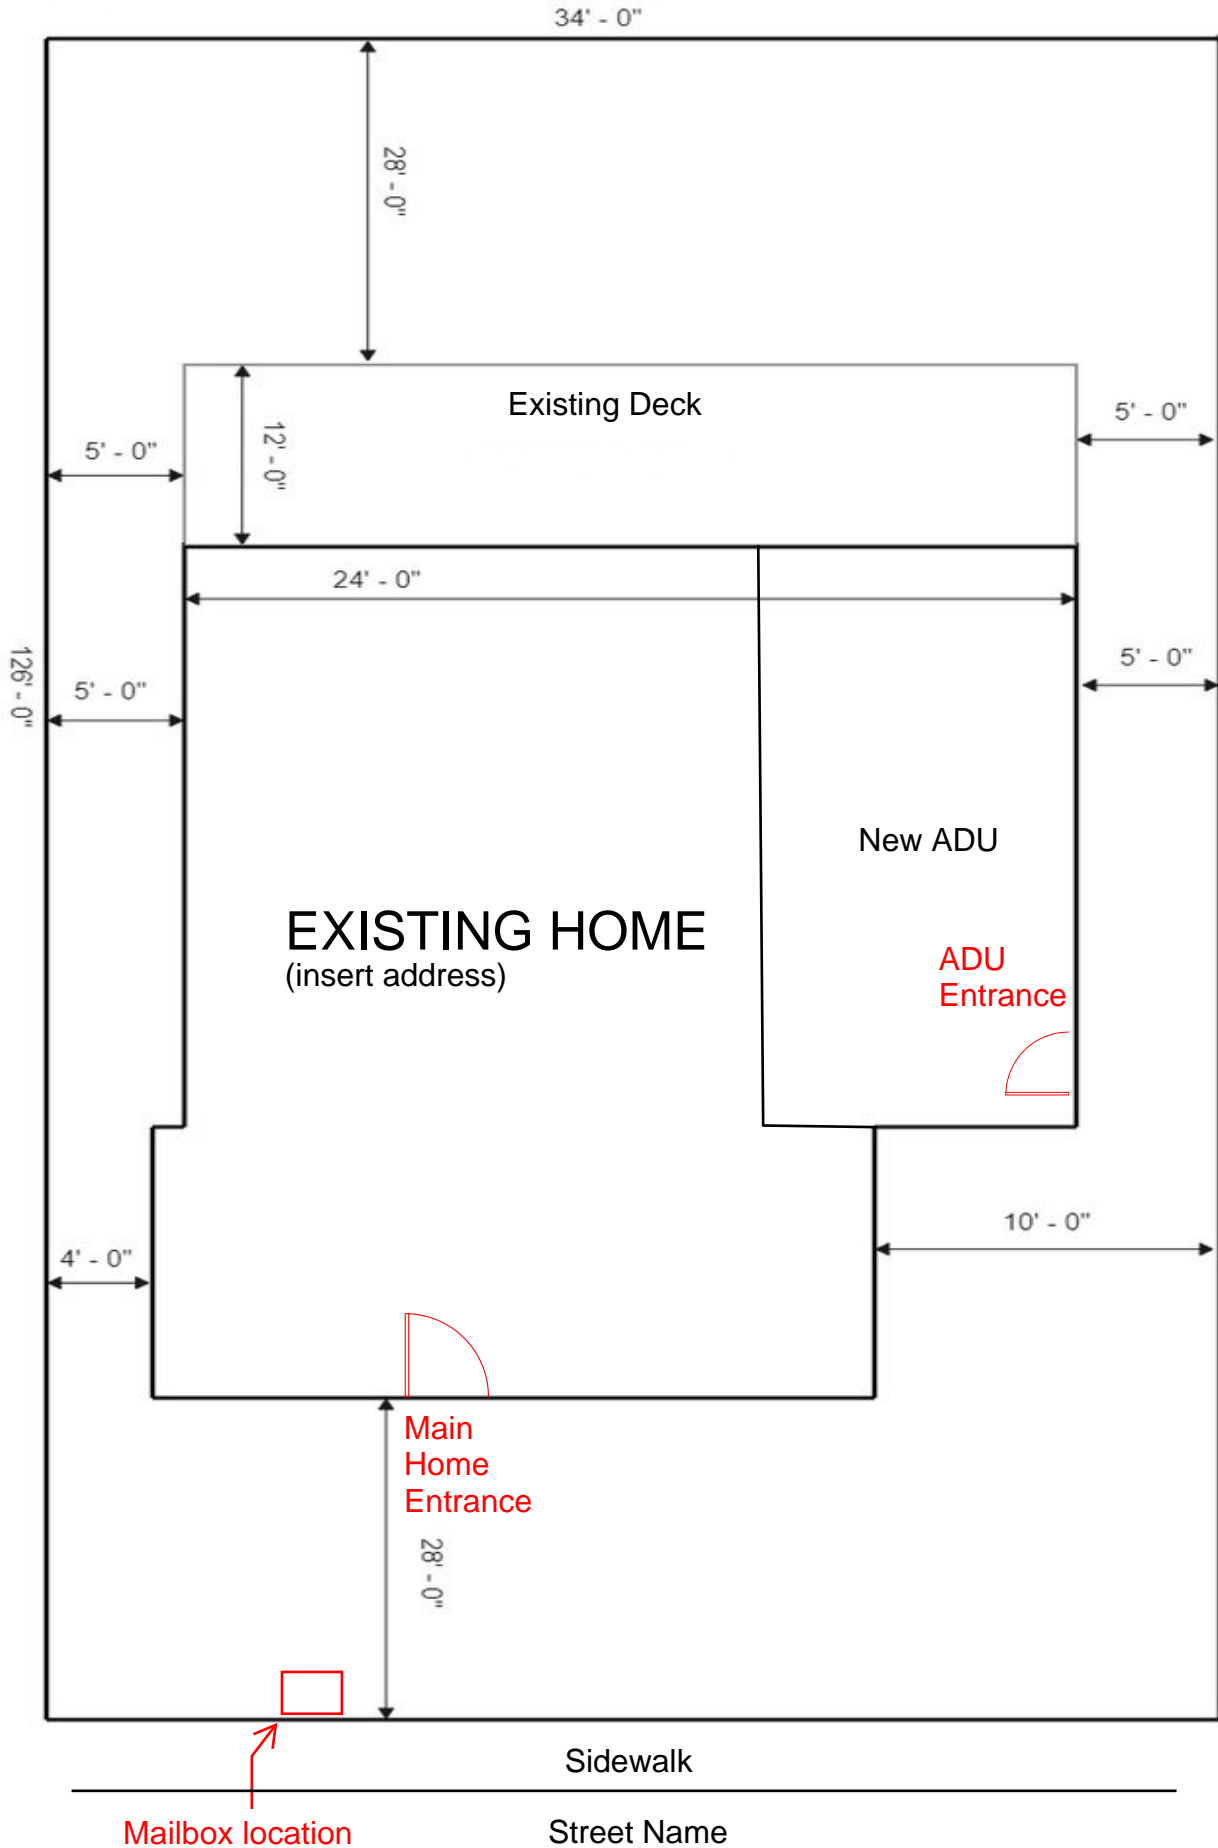 34' - 0"
28' - 0"
Existing Deck
5' - 0"
12' - 0"
5' - 0"
24' - 0"
126' - 0"
5' - 0"
5' - 0"
New ADU
EXISTING HOME
(insert address)
ADU
Entrance
10' - 0"
4' - 0"
Main
Home
Entrance
28' - 0"
Sidewalk
Mailbox location
Street Name